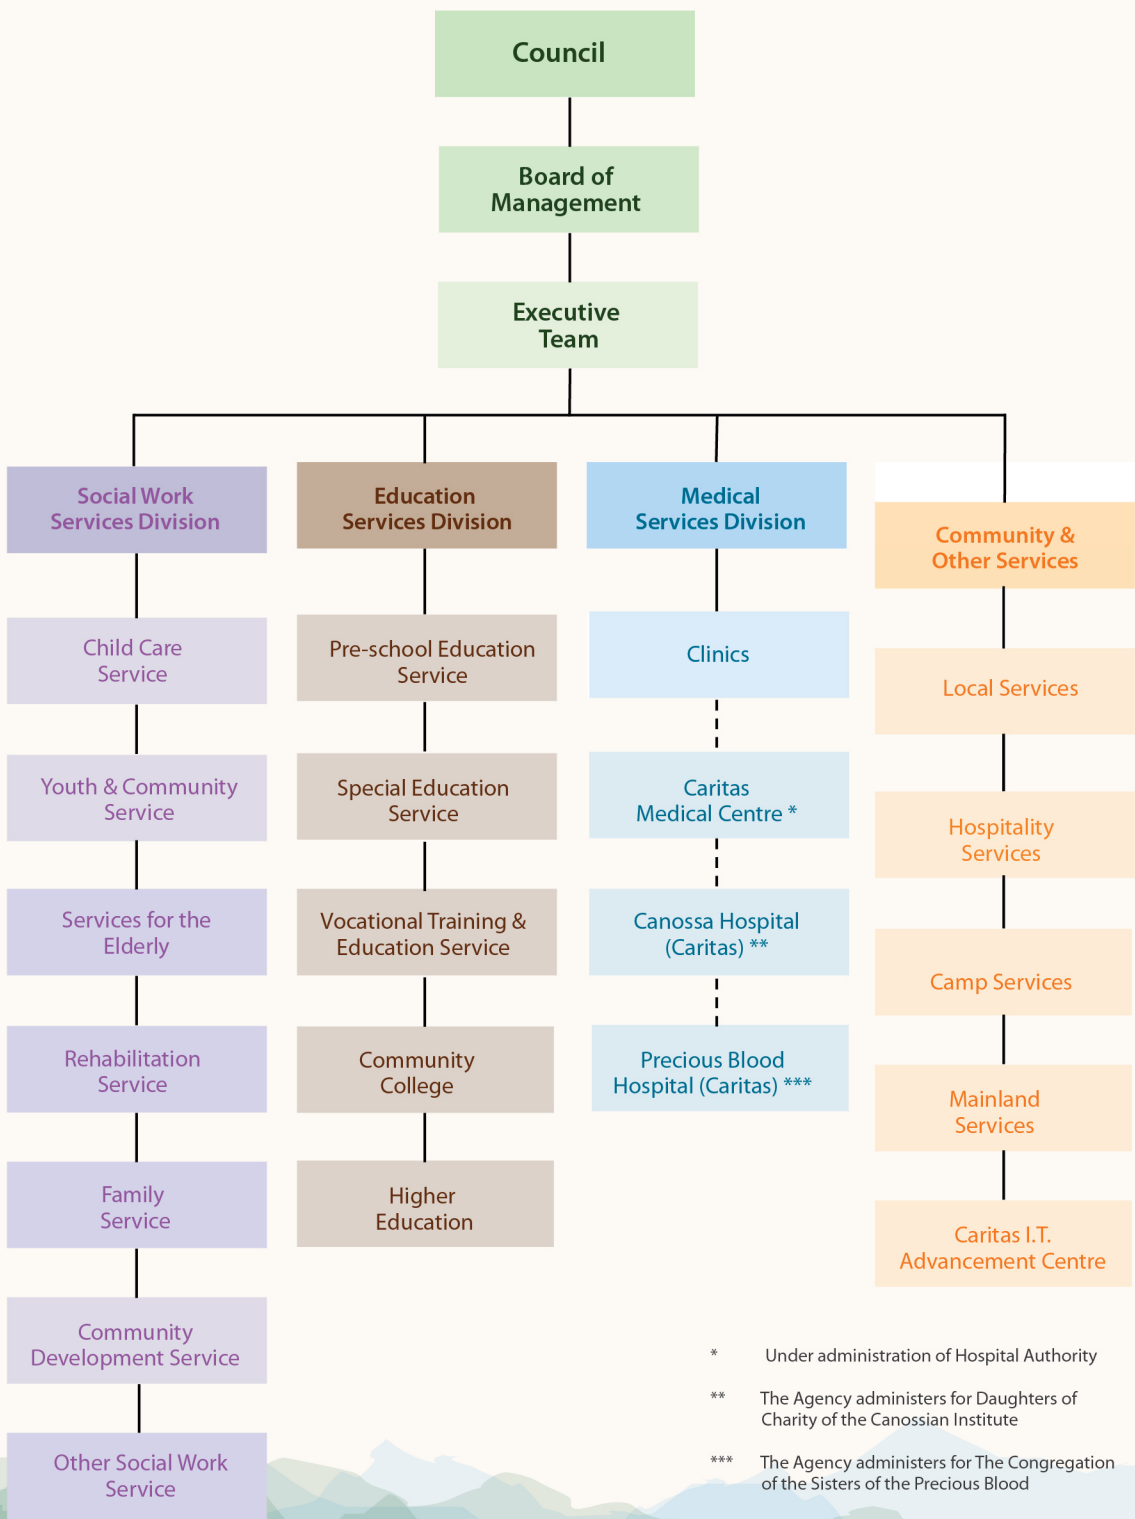 Council
Board of
Management
Executive
Team
Social Work
Services Division
Child Care
Service
Youth & Community
Service
Services for the
Elderly
Rehabilitation
Service
Family
Service
Community
Development Service
Other Social Work
Service
Education
Services Division
Pre-school Education
Service
Special Education
Service
Vocational Training &
Education Service
Community
College
Higher
Education
Medical
Services Division
Clinics
Caritas
Medical Centre *
Canossa Hospital
(Caritas) **
Precious Blood
Hospital (Caritas) ***
Community &
Other Services
Local Services
Hospitality
Services
Camp Services
Mainland
Services
Caritas I.T.
Advancement Centre
* Under administration of Hospital Authority
** The Agency administers for Daughters of
Charity of the Canossian Institute
*** The Agency administers for The Congregation
of the Sisters of the Precious Blood